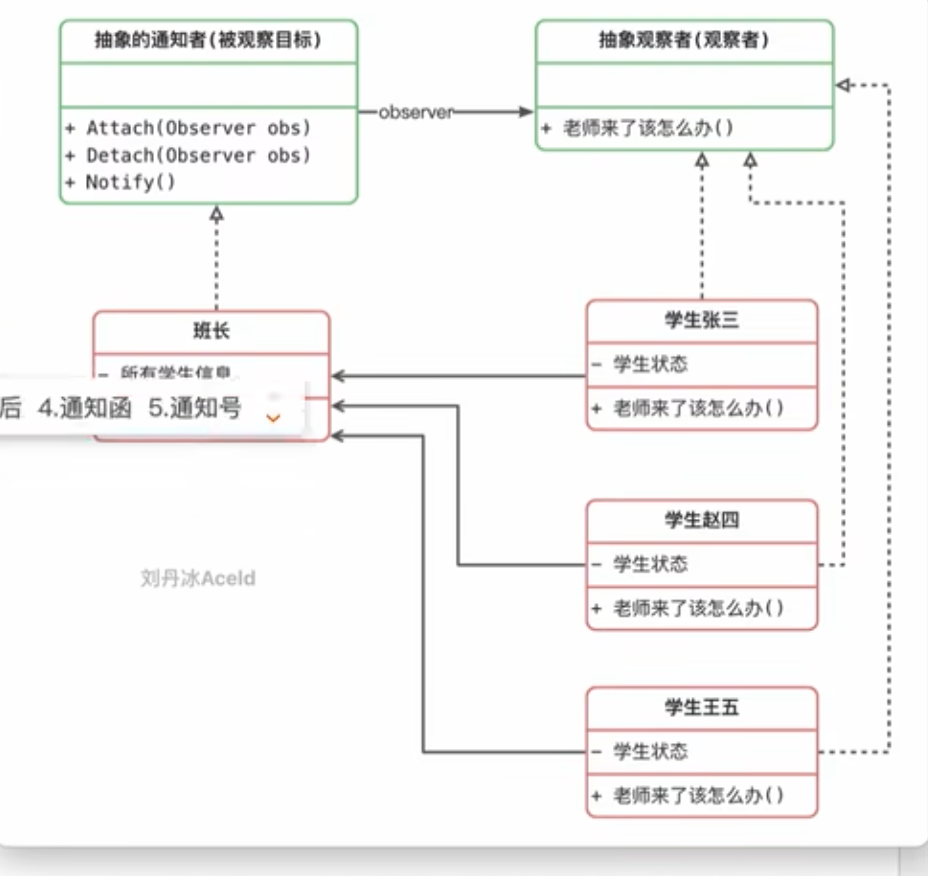 抽象的通知者(被观察目标)
+ Attach(Observer obs)
+ Detach(Observer obs)
+ Notify()
observer
抽象观察者(观察者)
+ 老师来了该怎么办()
班长
- 所有学生信息
后 4.通知函 5.通知号
学生张三
- 学生状态
+ 老师来了该怎么办()
学生赵四
- 学生状态
+ 老师来了该怎么办()
刘丹冰AceId
学生王五
- 学生状态
+ 老师来了该怎么办()